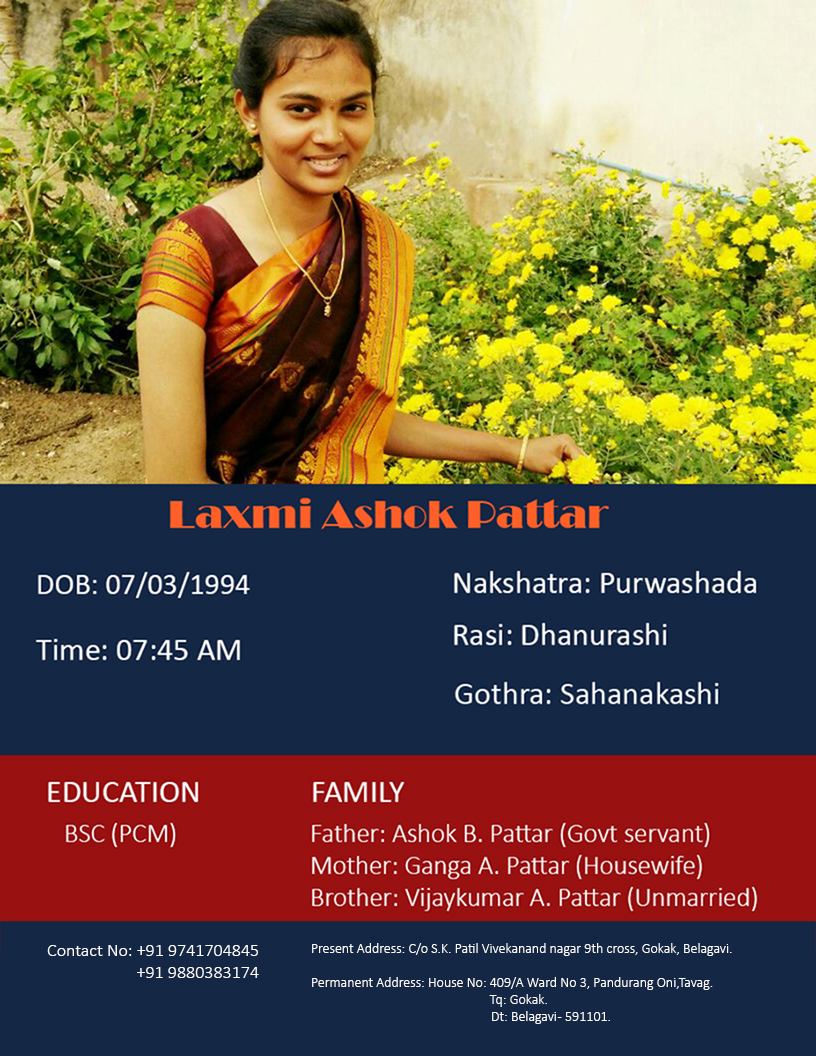 Laxmi Ashok Pattar
DOB: 07/03/1994
Time: 07:45 AM
Nakshatra: Purwashada
Rasi: Dhanurashi
Gothra: Sahanakashi
EDUCATION
BSC (PCM)
FAMILY
Father: Ashok B. Pattar (Govt servant)
Mother: Ganga A. Pattar (Housewife)
Brother: Vijaykumar A. Pattar (Unmarried)
Contact No: +91 9741704845
+91 9880383174
Present Address: C/o S.K. Patil Vivekanand nagar 9th cross, Gokak, Belagavi.
Permanent Address: House No: 409/A Ward No 3, Pandurang Oni,Tavag.
Tq: Gokak.
Dt: Belagavi- 591101.